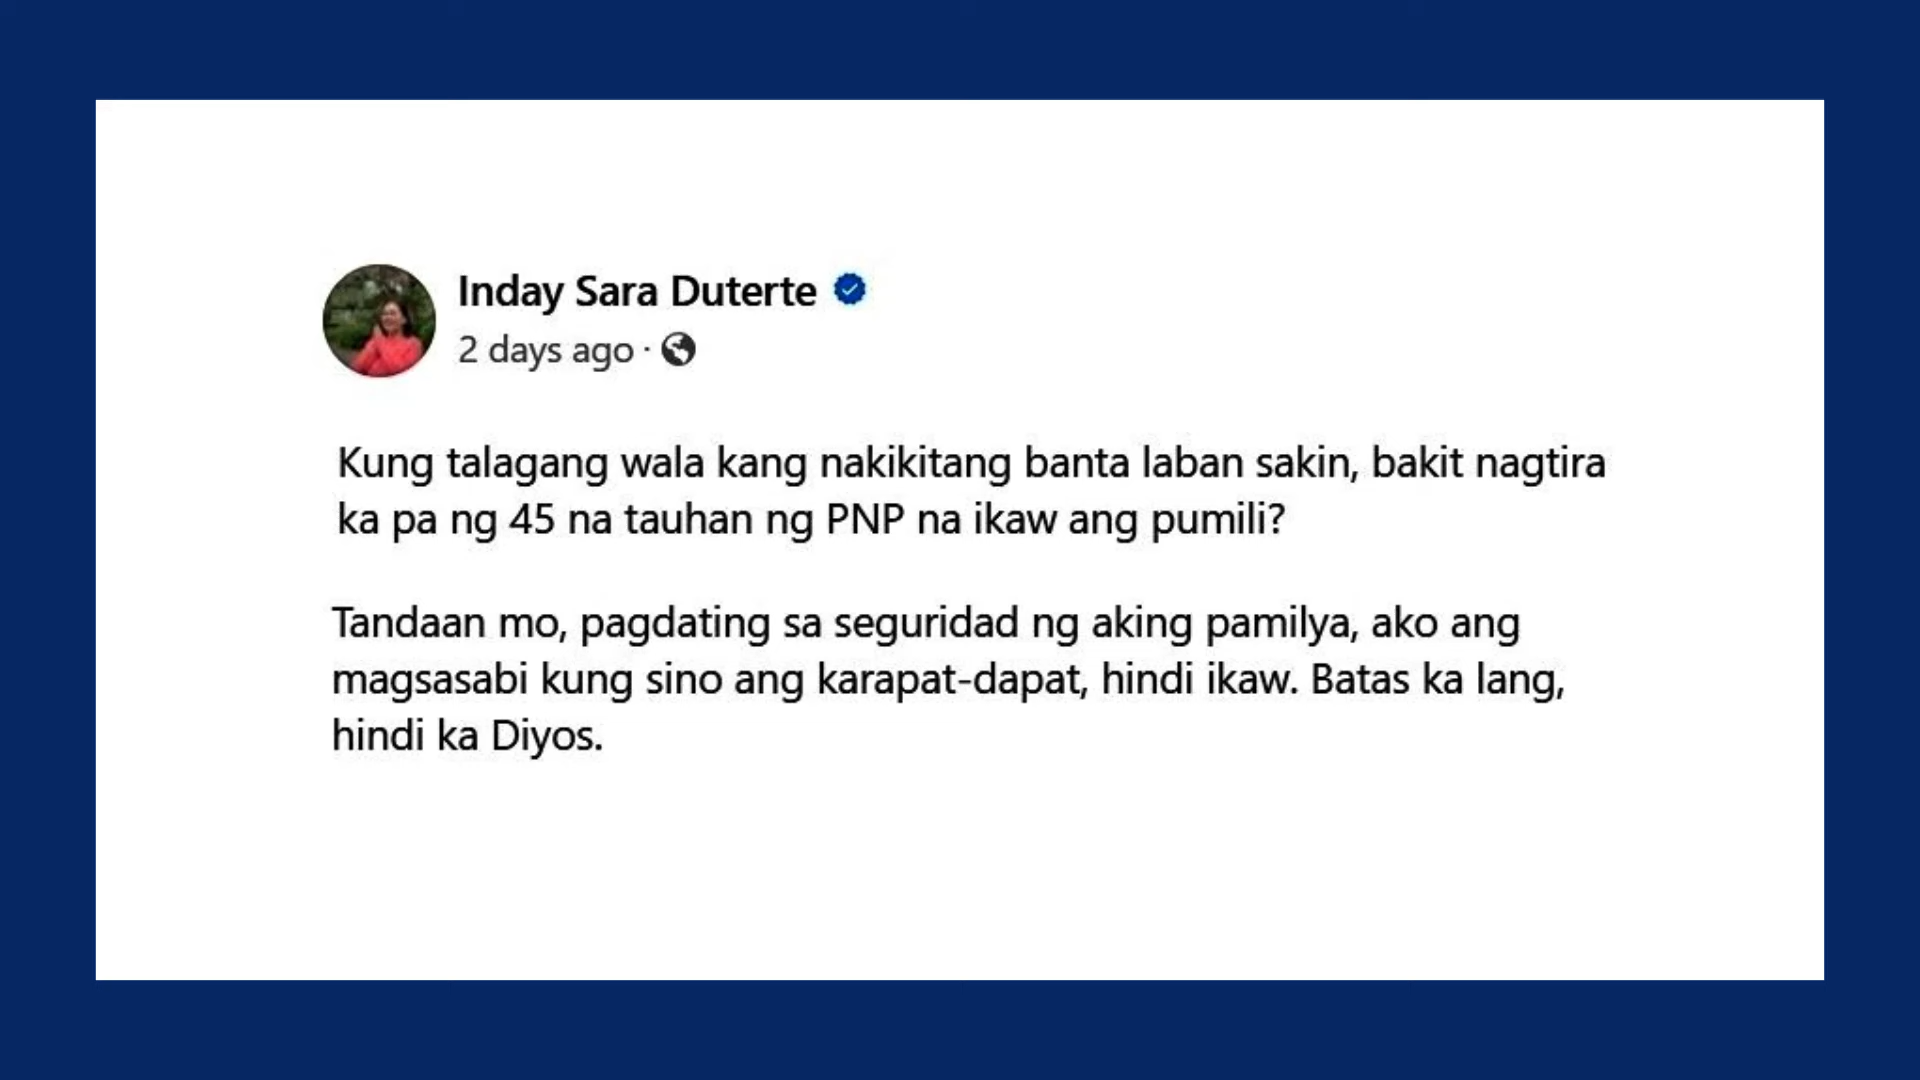 Inday Sara Duterte
2 days ago ·
Kung talagang wala kang nakikitang banta laban sakin, bakit nagtira
ka pa ng 45 na tauhan ng PNP na ikaw ang pumili?
Tandaan mo, pagdating sa seguridad ng aking pamilya, ako ang
magsasabi kung sino ang karapat-dapat, hindi ikaw. Batas ka lang,
hindi ka Diyos.